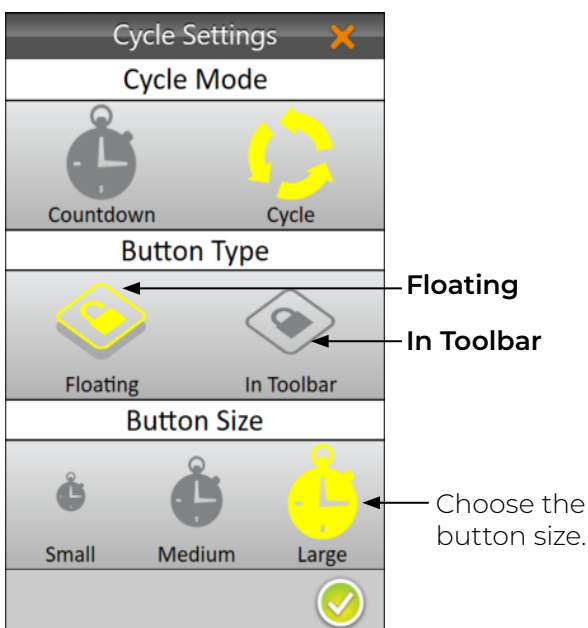 Cycle Settings
Cycle Mode
Countdown
Cycle
Button Type
Floating
In Toolbar
Floating
In Toolbar
Button Size
Small
Medium
Large
Choose the
button size.